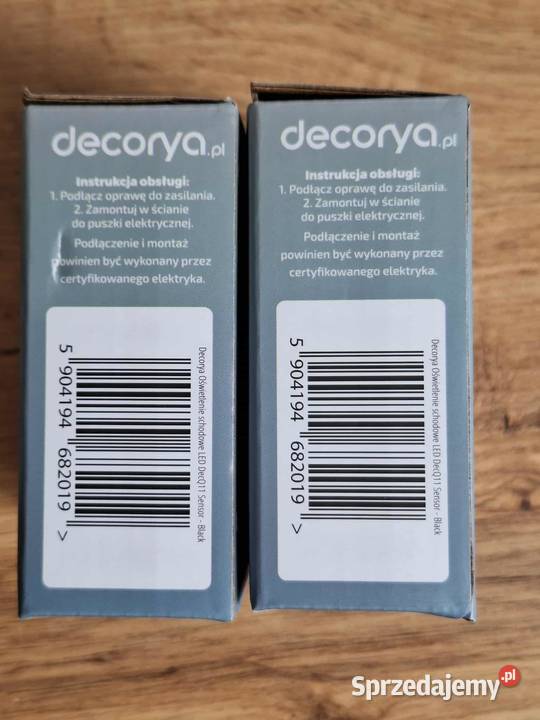 decorya.pl
Instrukcja obsługi:
1. Podłącz oprawę do zasilania.
2. Zamontuj w ścianie
do puszki elektrycznej.
Podłączenie i montaż
powinien być wykonany przez
certyfikowanego elektryka.
Decorya Oświetlenie schodowe LED DecQ11 Sensor - Black
5 904194 682019 >
decorya.pl
Instrukcja obsługi:
1. Podłącz oprawę do zasilania.
2. Zamontuj w ścianie
do puszki elektrycznej.
Podłączenie i montaż
powinien być wykonany przez
certyfikowanego elektryka.
Decorya Oświetlenie schodowe LED DecQ11 Sensor - Black
5 904194 682019 >
Sprzedajemy.pl